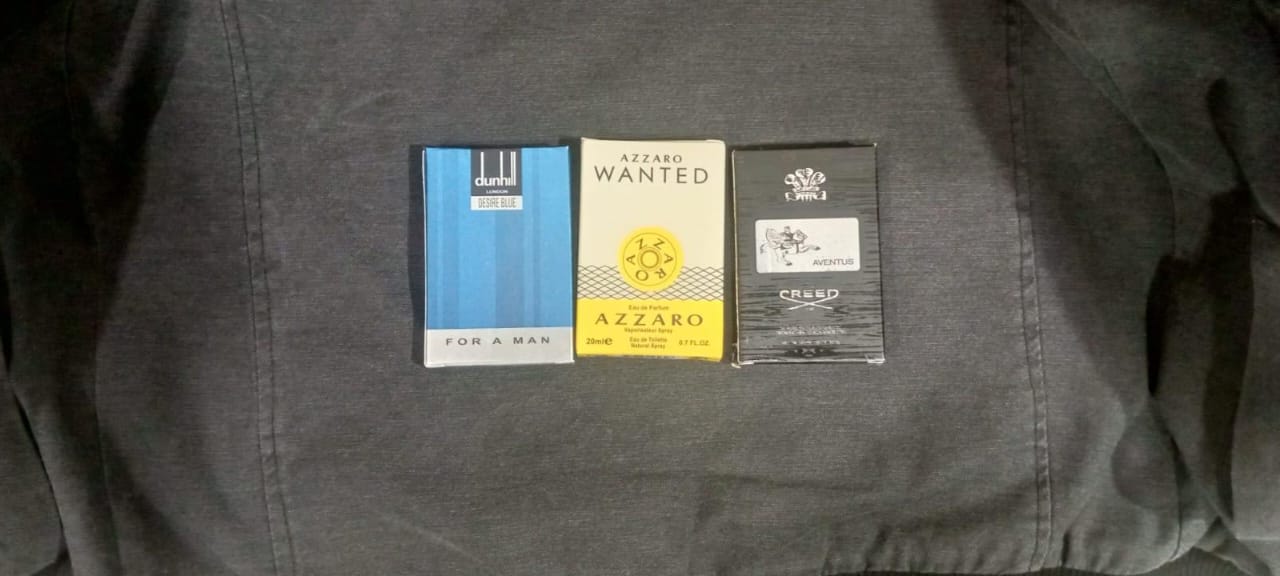 dunhill
LONDON
DESIRE BLUE
FOR A MAN
AZZARO
WANTED
AZZARO
Eau de Parfum
AZZARO
Vaporisateur Spray
20ml e
Eau de Toilette
Natural Spray
0.7 FL.OZ.
AVENTUS
CREED